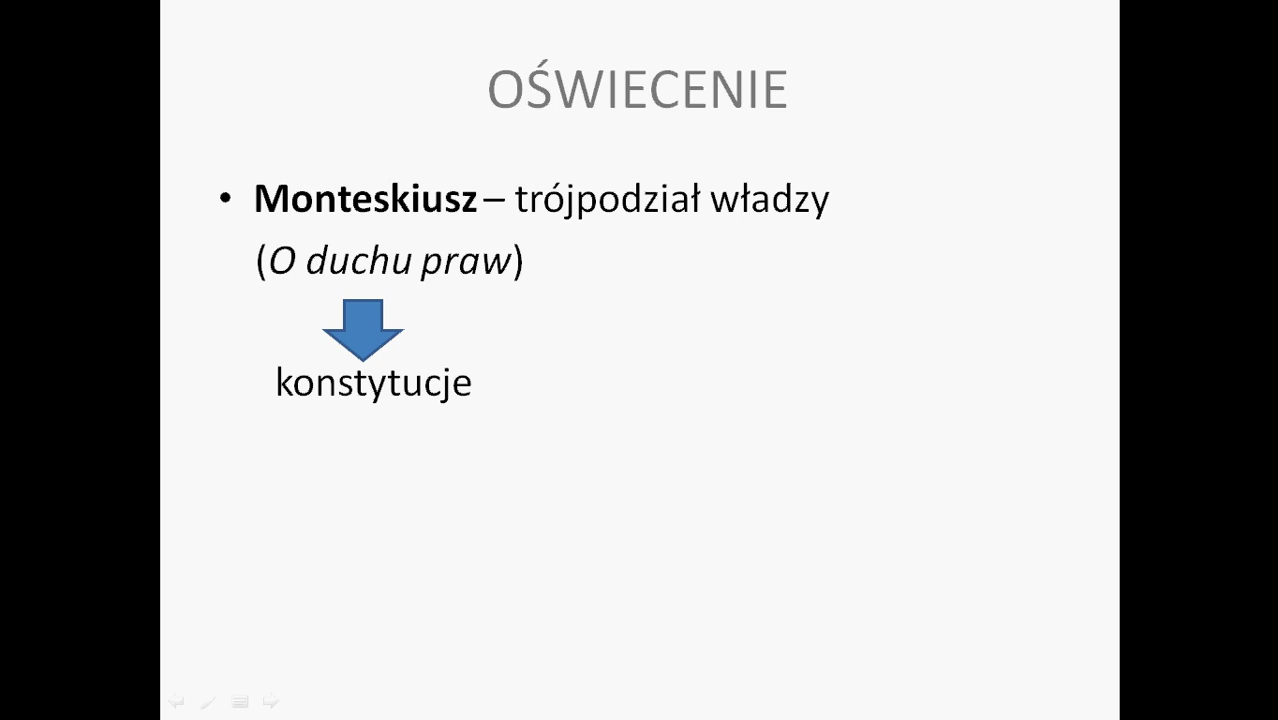 OŚWIECENIE
• Monteskiusz – trójpodział władzy
(O duchu praw)
konstytucje